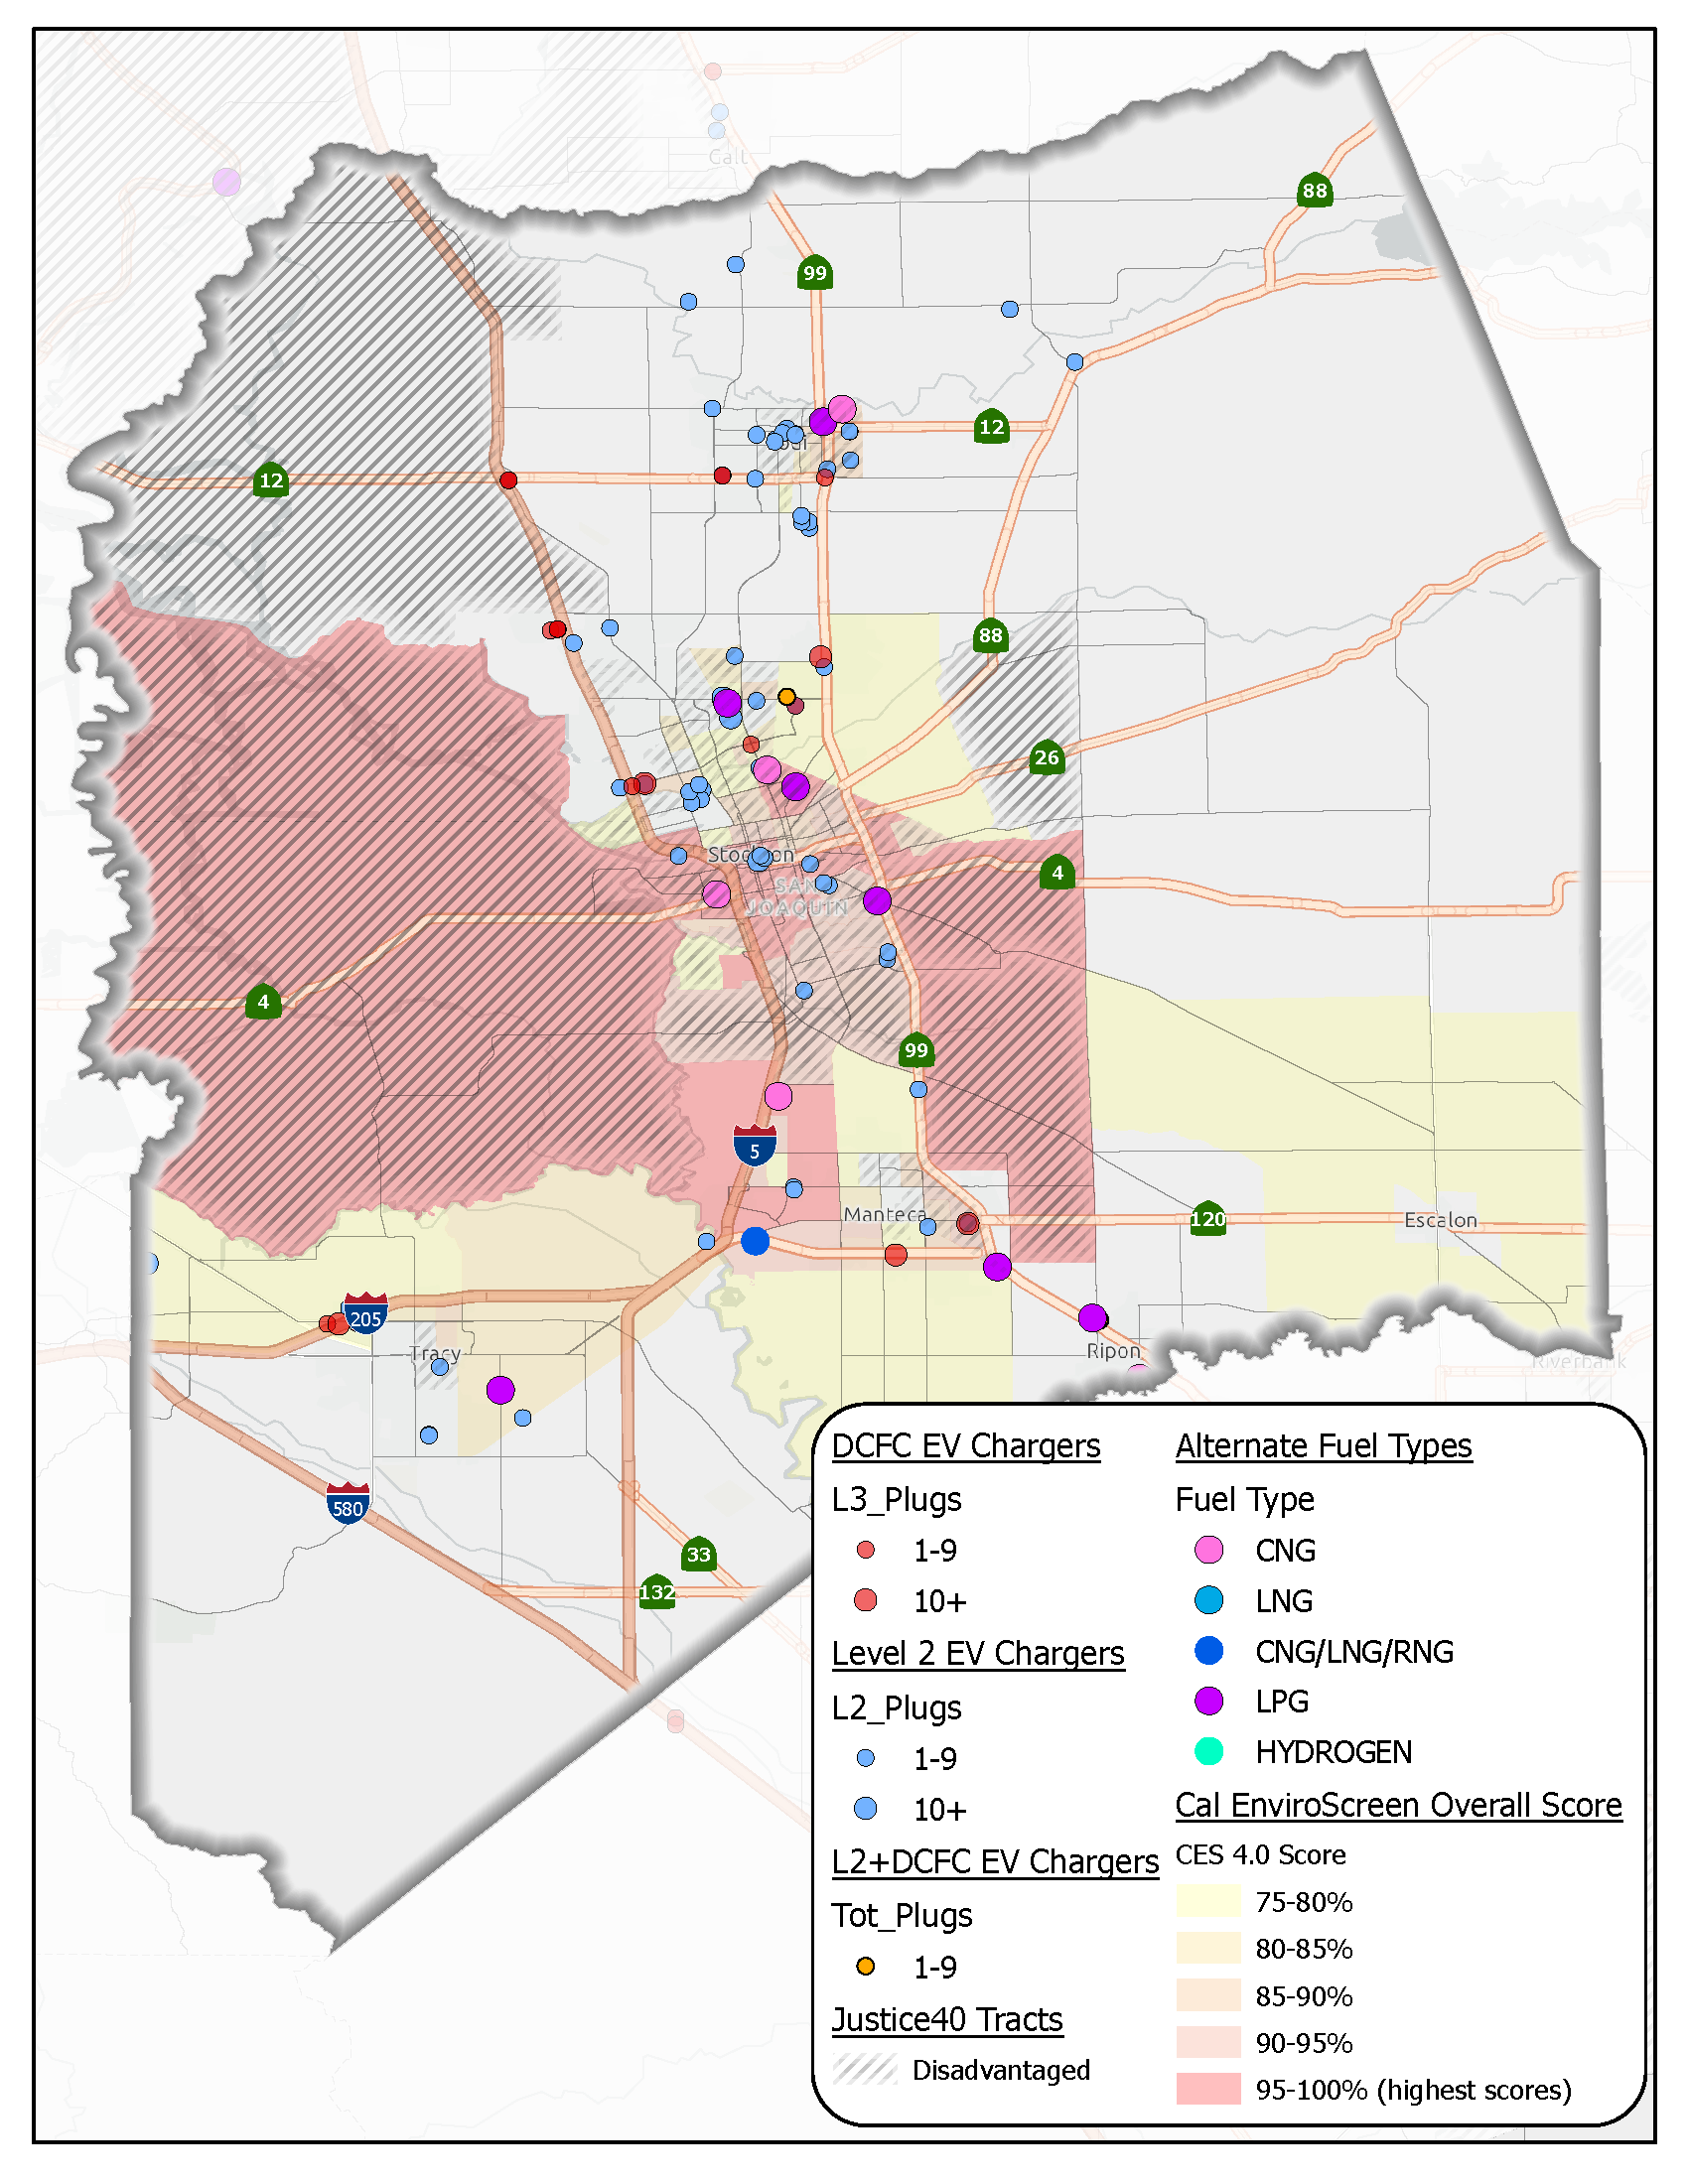 Galt
88
99
12
Lodi
12
88
26
Stockton
4
SAN
JOAQUIN
4
99
5
Manteca
120
Escalon
205
Tracy
Ripon
Riverbank
580
33
132
DCFC EV Chargers
L3_Plugs
1-9
10+
Level 2 EV Chargers
L2_Plugs
1-9
10+
L2+DCFC EV Chargers
Tot_Plugs
1-9
Justice40 Tracts
Disadvantaged
Alternate Fuel Types
Fuel Type
CNG
LNG
CNG/LNG/RNG
LPG
HYDROGEN
Cal EnviroScreen Overall Score
CES 4.0 Score
75-80%
80-85%
85-90%
90-95%
95-100% (highest scores)